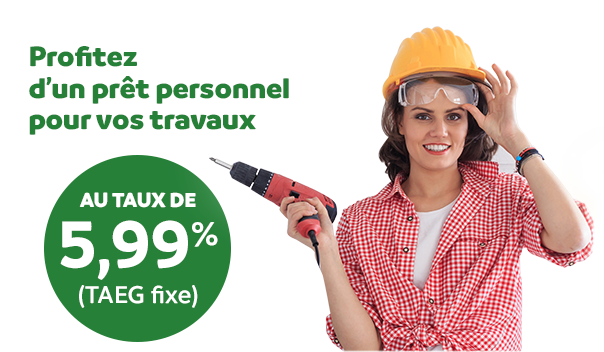 Profitez
d'un prêt personnel
pour vos travaux
AU TAUX DE
5,99%
(TAEG fixe)